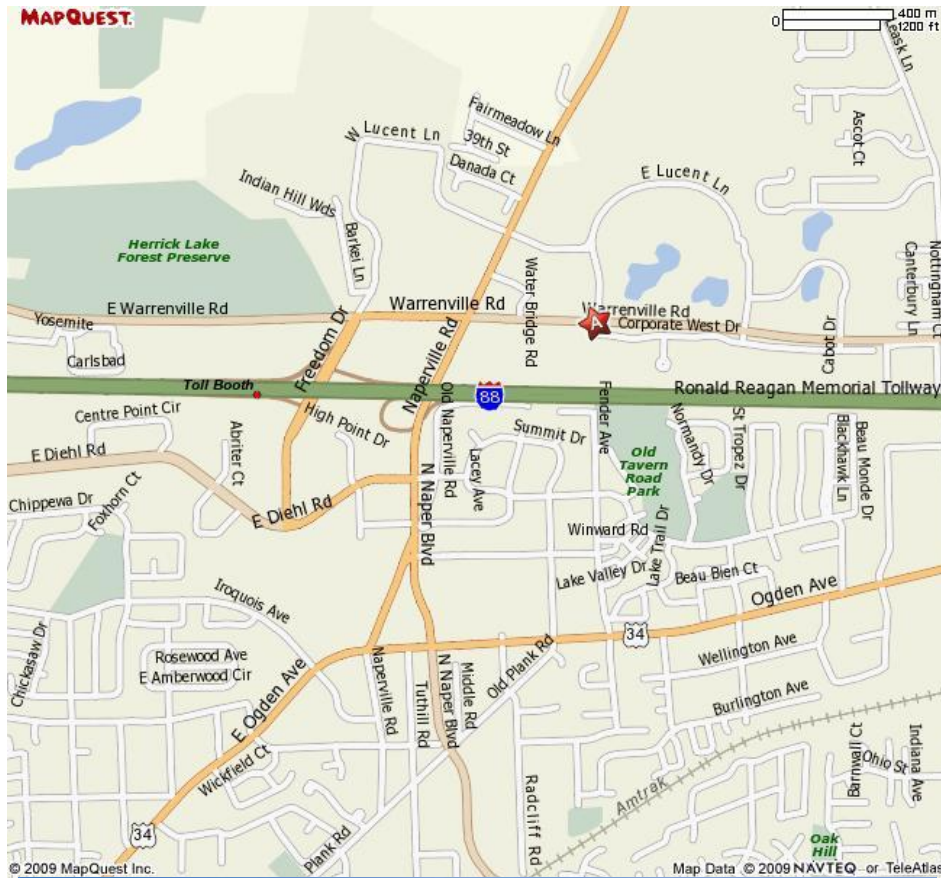 MAPQUEST.
0
400 m
1200 ft
Leask Ln
Fairmeadow Ln
W Lucent Ln
39th St
Ascot Ct
Danada Ct
E Lucent Ln
Indian Hill Wds
Barkei Ln
Herrick Lake
Forest Preserve
Water Bridge Rd
Nottingham Ct
Canterbury Ln
E Warrenville Rd
Warrenville Rd
Warrenville Rd
A
Corporate West Dr
Yosemite
Carlsbad
Freedom Dr
Naperville Rd
Cabot Dr
Toll Booth
88
Ronald Reagan Memorial Tollway
Centre Point Cir
High Point Dr
Old Naperville Rd
Fender Ave
Normandy Dr
St Tropez Dr
Blackhawk Ln
Beau Monde Dr
Summit Dr
E Diehl Rd
Abriter Ct
Lacey Ave
Old
Tavern
Road
Park
Chippewa Dr
Foxhorn Ct
E Diehl Rd
N Naper Blvd
Winward Rd
Lake Trail Dr
Lake Valley Dr
Beau Bien Ct
Ogden Ave
Iroquois Ave
34
Chickasaw Dr
Rosewood Ave
E Amberwood Cir
E Ogden Ave
Naperville Rd
Tuthill Rd
N Naper Blvd
Middle Rd
Old Plank Rd
Wellington Ave
Burlington Ave
Wickfield Ct
Radcliff Rd
Amtrak
Barnwall Ct
Ohio St
Indiana Ave
34
Plank Rd
Oak
Hill
© 2009 MapQuest Inc.
Map Data © 2009 NAVTEQ or TeleAtlas